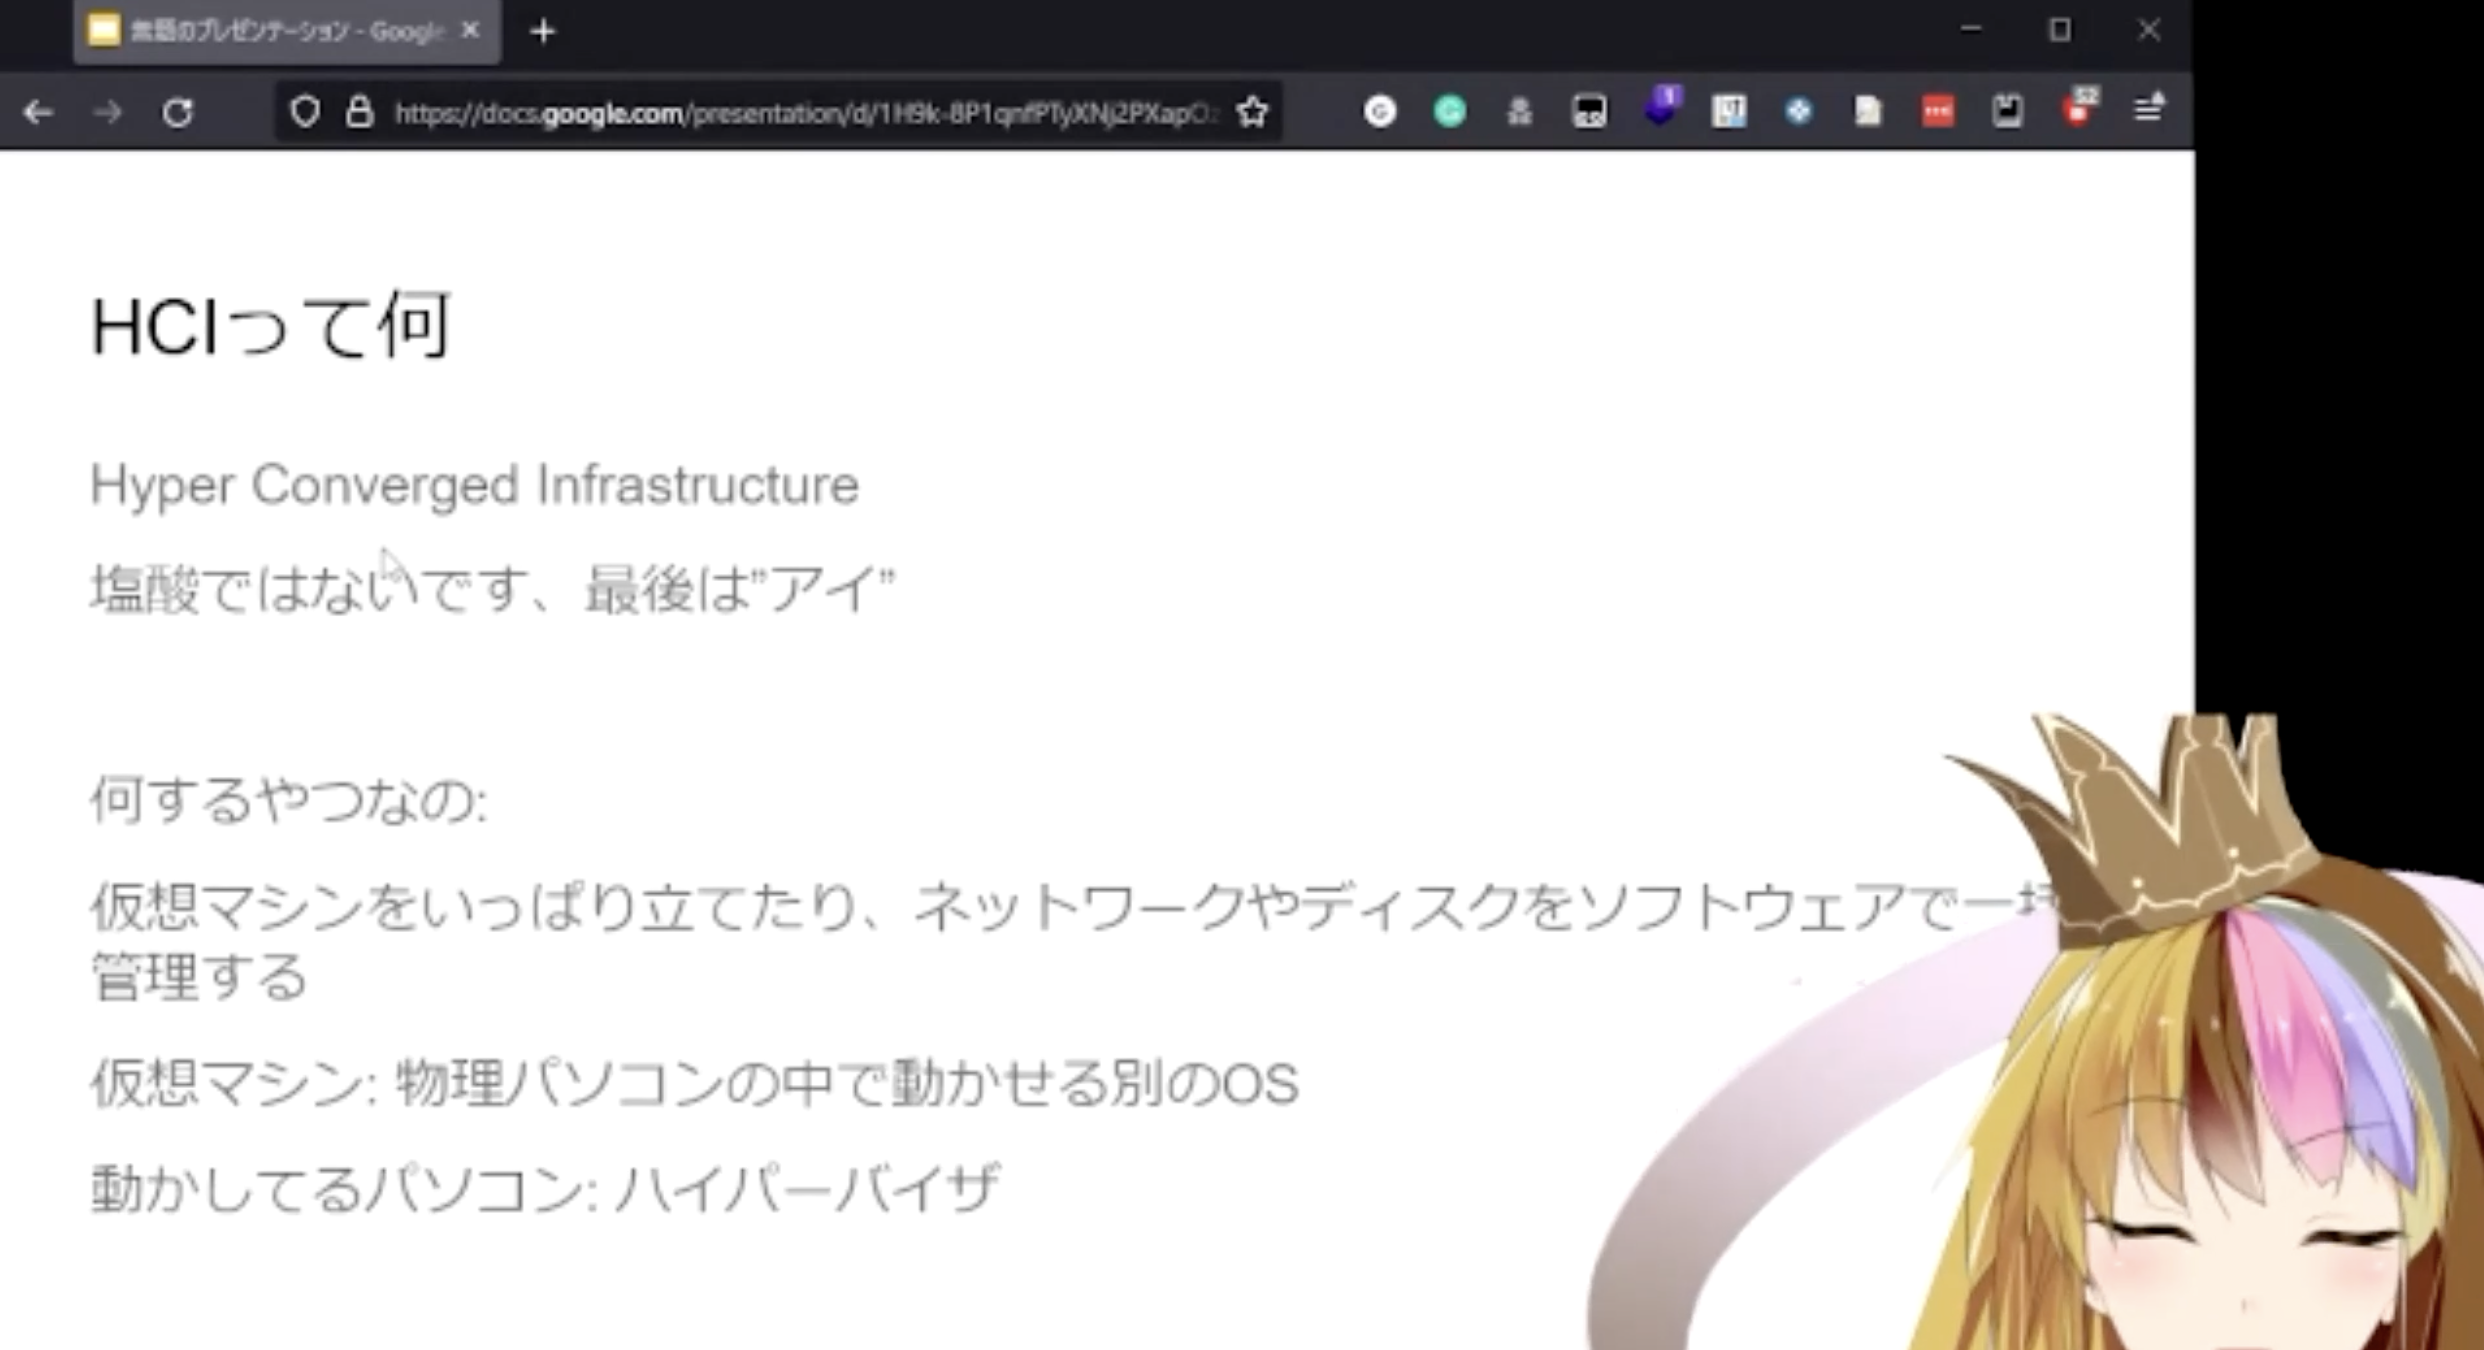 無題のプレゼンテーション - Google
https://docs.google.com/presentation/d/1H9k-8P1qnfPTyXNj2PXapO
1
52
HCIって何
Hyper Converged Infrastructure
塩酸ではないです、最後は”アイ”
何するやつなの:
仮想マシンをいっぱり立てたり、ネットワークやディスクをソフトウェアで一
管理する
仮想マシン: 物理パソコンの中で動かせる別のOS
動かしてるパソコン: ハイパーバイザ